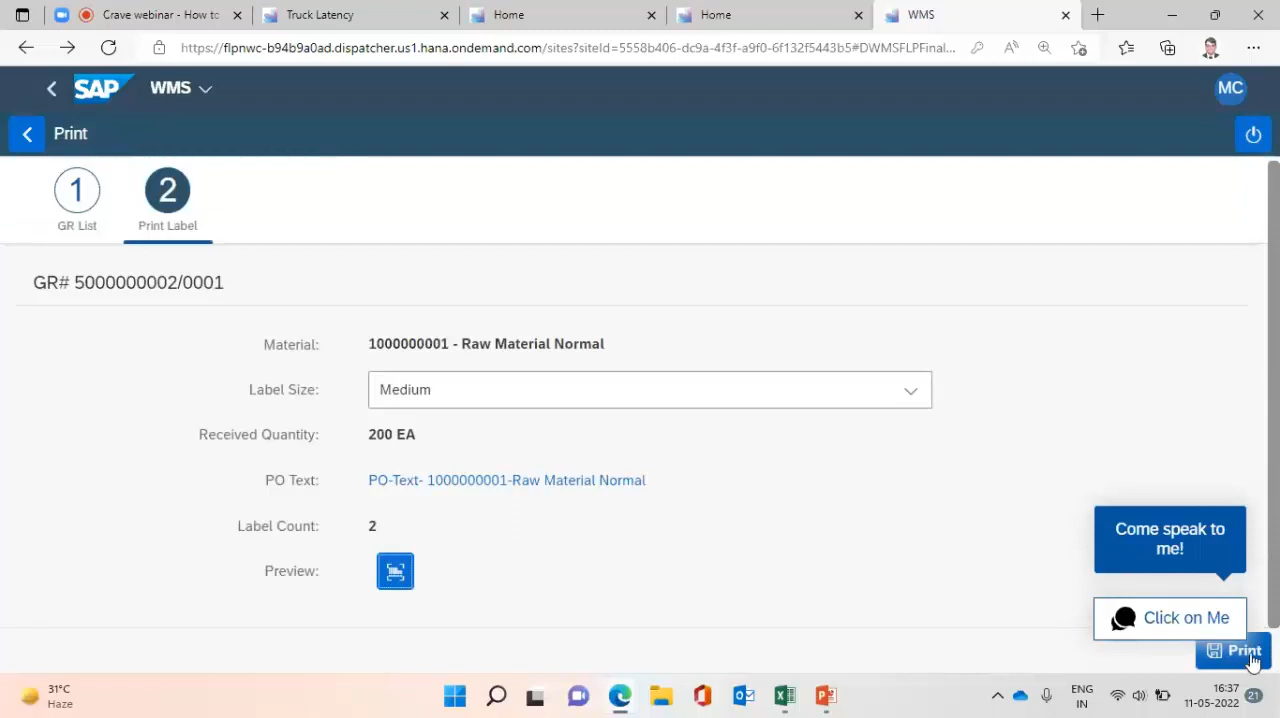 Crave webinar - How to
Truck Latency
Home
Home
WMS
https://flpnwc-b94b9a0ad.dispatcher.us1.hana.ondemand.com/sites?siteId=5558b406-dc9a-4f3f-a9f0-6f132f5443b5#DWMSFLPFinal...
SAP WMS
MC
Print
1 2
GR List Print Label
GR# 5000000002/0001
Material: 1000000001 - Raw Material Normal
Label Size: Medium
Received Quantity: 200 EA
PO Text: PO-Text- 1000000001-Raw Material Normal
Label Count: 2
Preview:
Come speak to
me!
Click on Me
Print
31°C
Haze
ENG
IN
16:37
11-05-2022
21